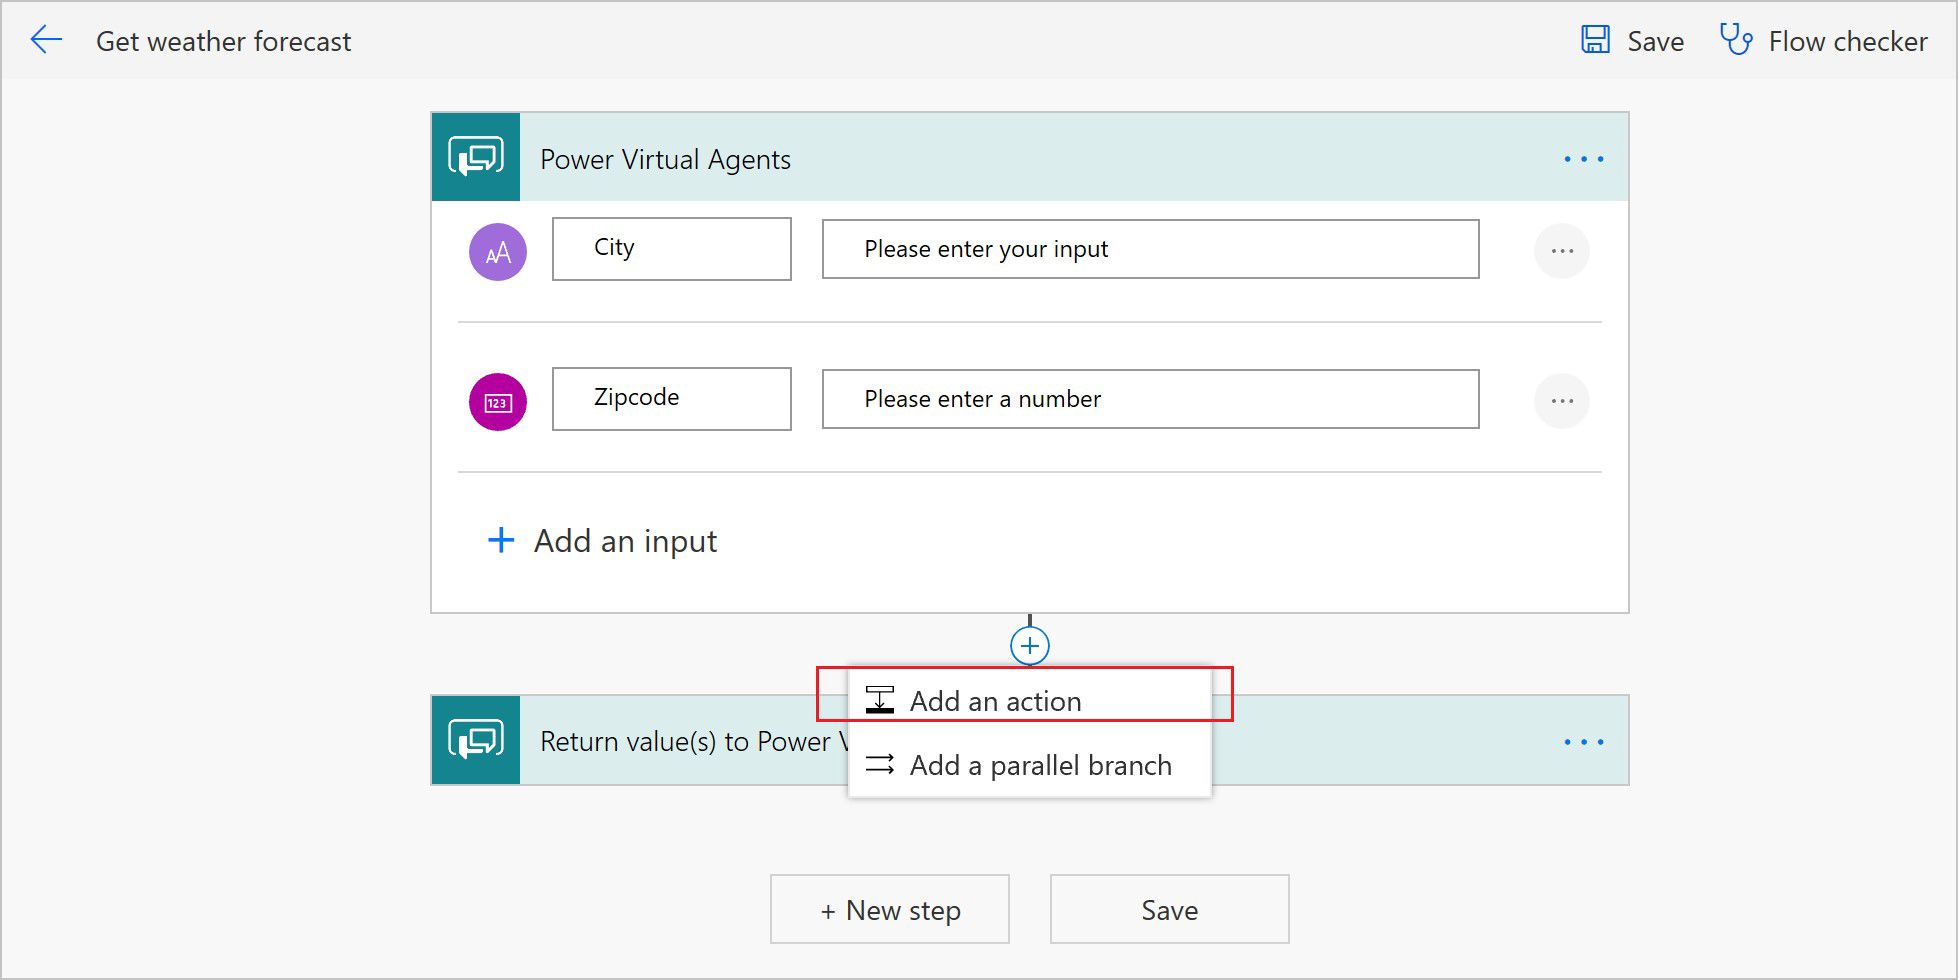 Get weather forecast
Save
Flow checker
Power Virtual Agents
AA
City
Please enter your input
123
Zipcode
Please enter a number
+ Add an input
Add an action
Return value(s) to Power
Add a parallel branch
+ New step
Save